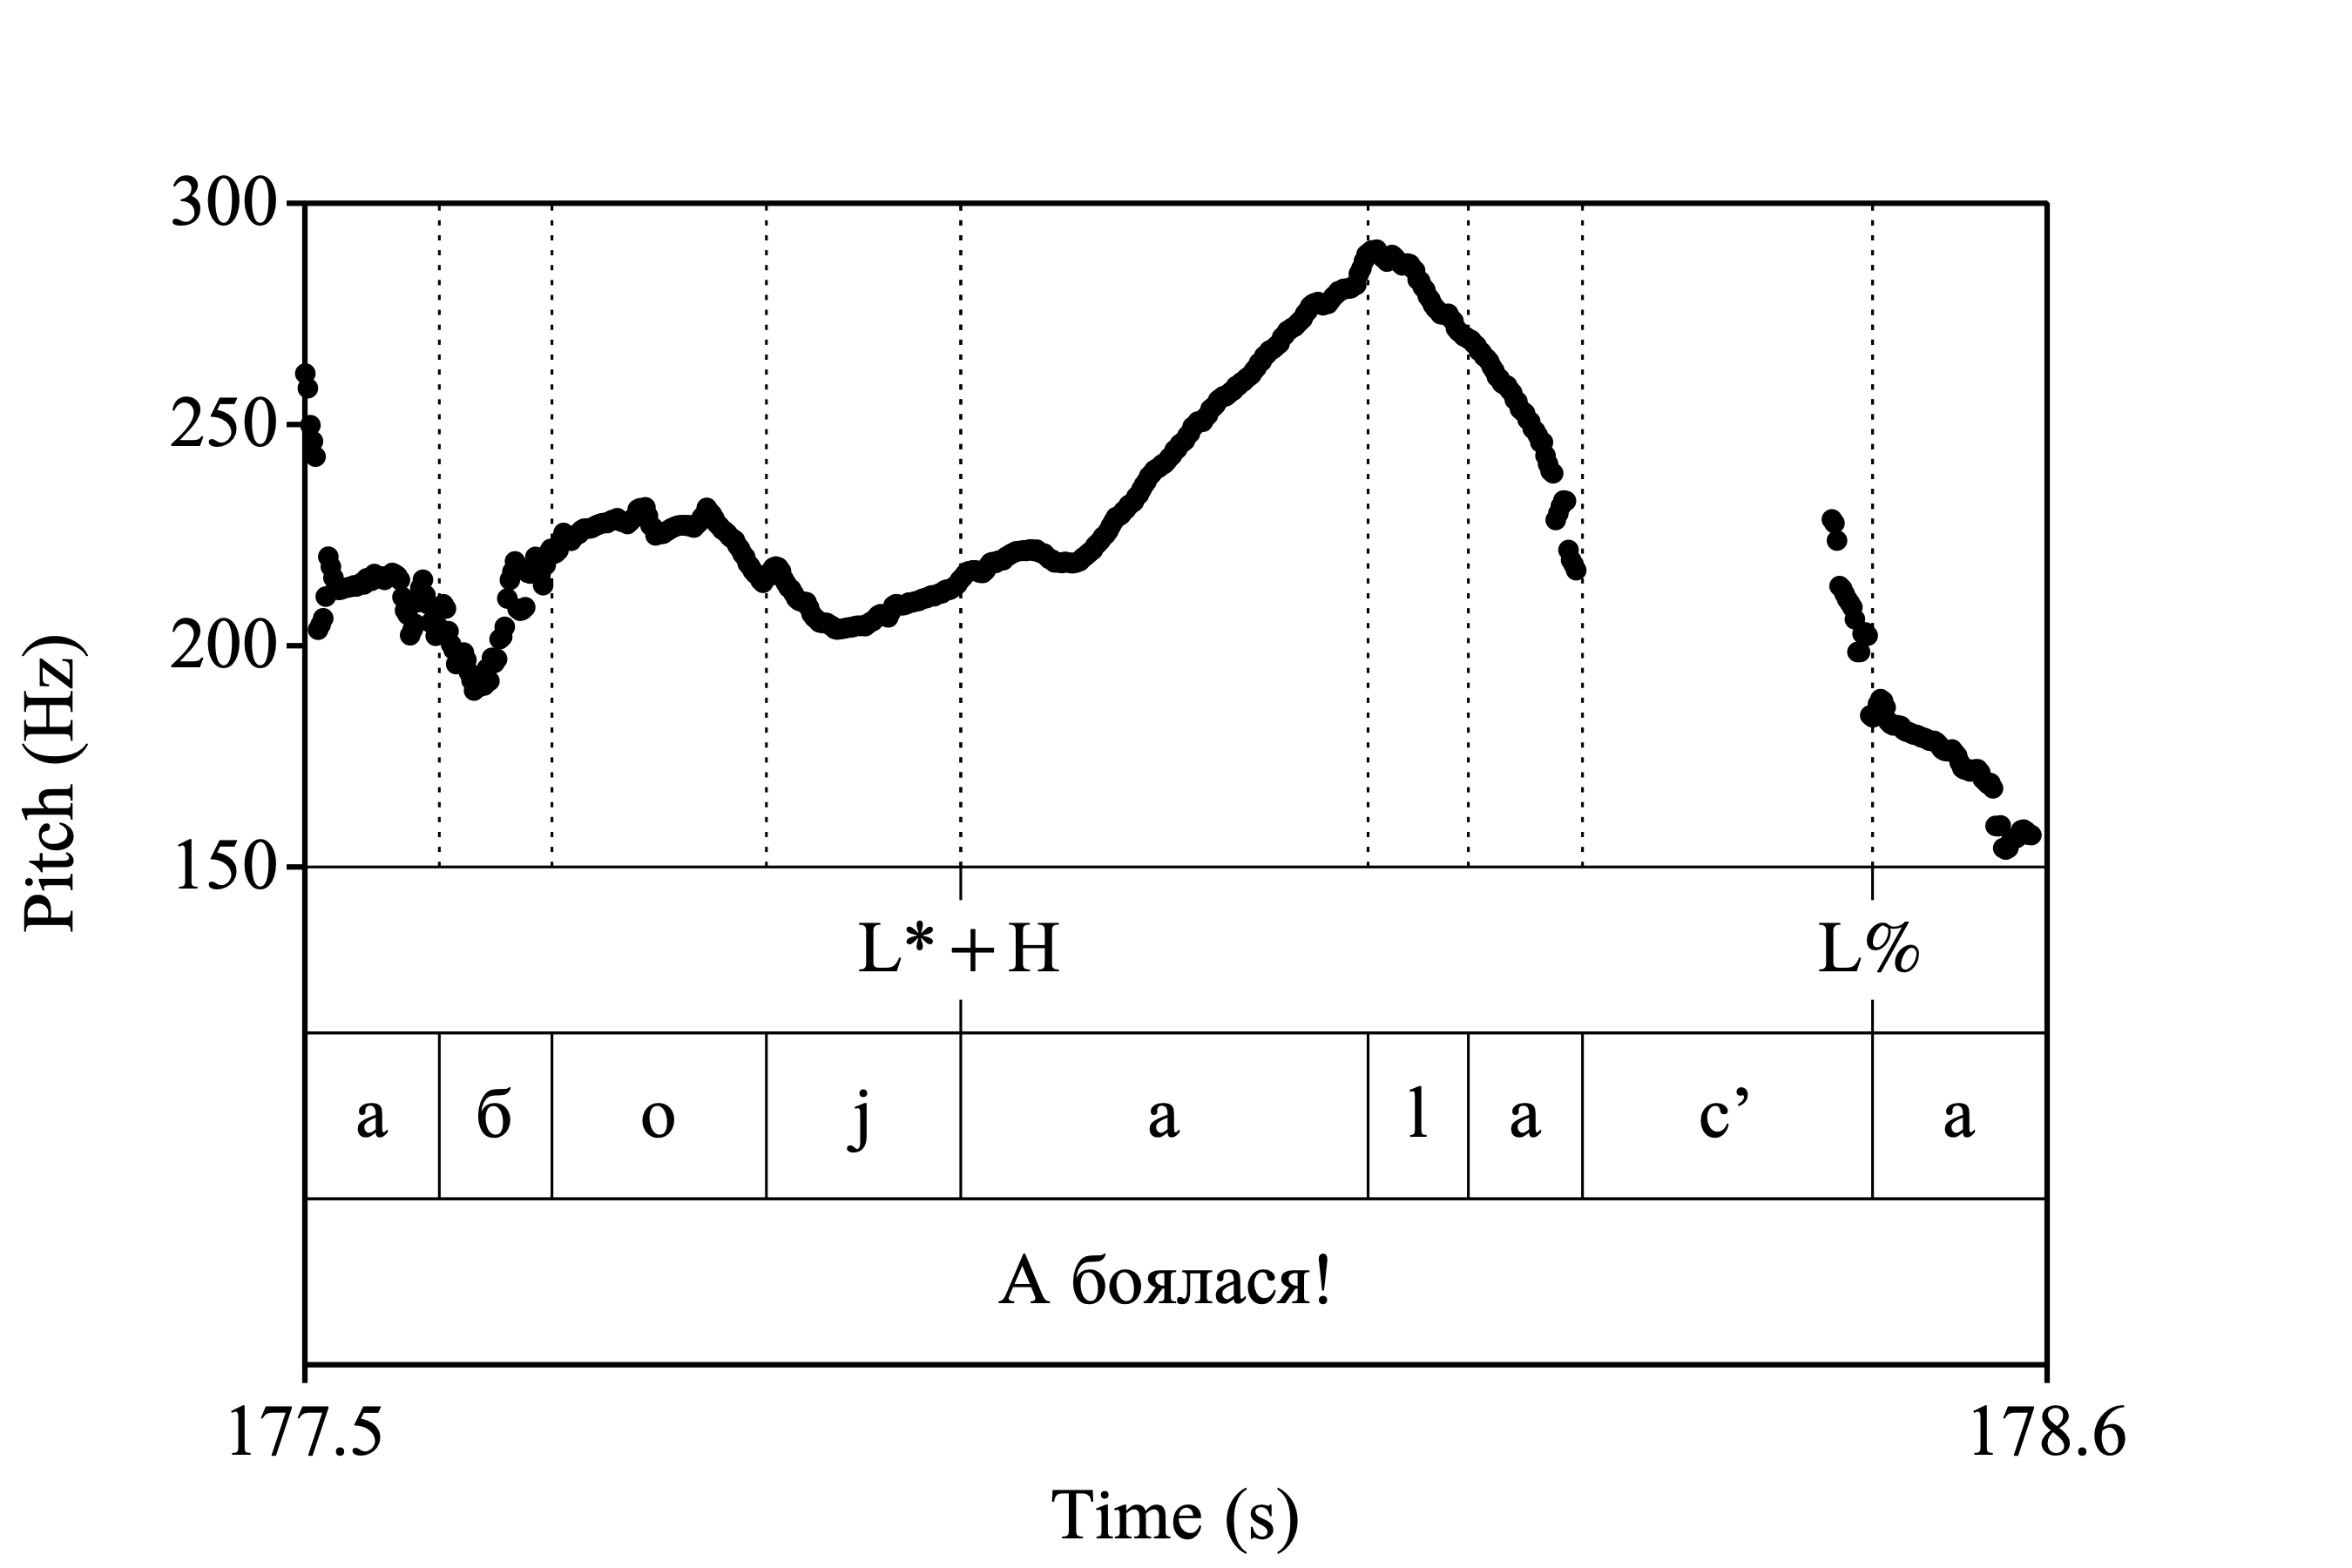 300
250
200
150
Pitch (Hz)
L*+H L%
а б о j а l а с’ а
А боялася!
177.5 178.6
Time (s)